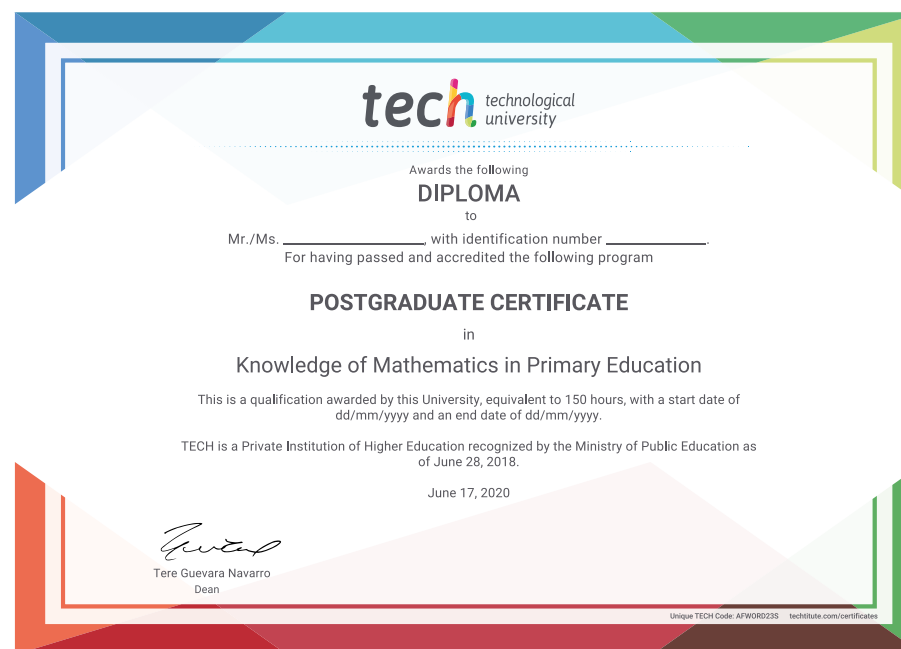 tech technological
university
Awards the following
DIPLOMA
to
Mr./Ms. ____________________, with identification number ______________.
For having passed and accredited the following program
POSTGRADUATE CERTIFICATE
in
Knowledge of Mathematics in Primary Education
This is a qualification awarded by this University, equivalent to 150 hours, with a start date of
dd/mm/yyyy and an end date of dd/mm/yyyy.
TECH is a Private Institution of Higher Education recognized by the Ministry of Public Education as
of June 28, 2018.
June 17, 2020
Tere Guevara Navarro
Dean
Unique TECH Code: AFWORD23S techtitute.com/certificates